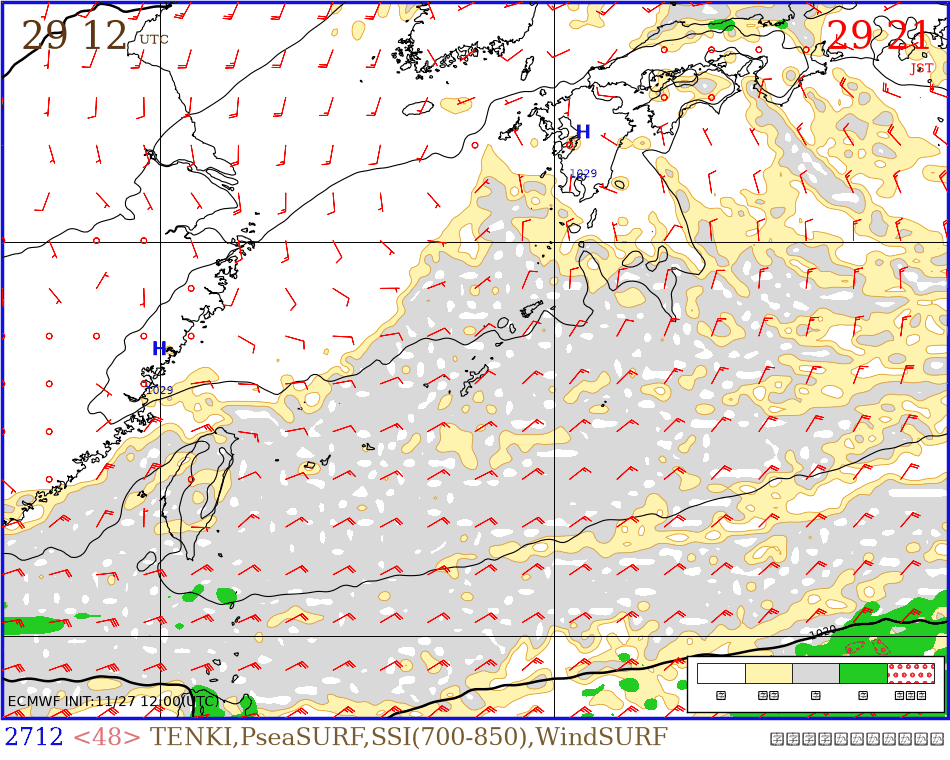 29 12 UTC
29 21 JST
H
1029
H
1029
1020
ECMWF INIT:11/27 12:00(UTC)
2712 <48> TENKI,PseaSURF,SSI(700-850),WindSURF